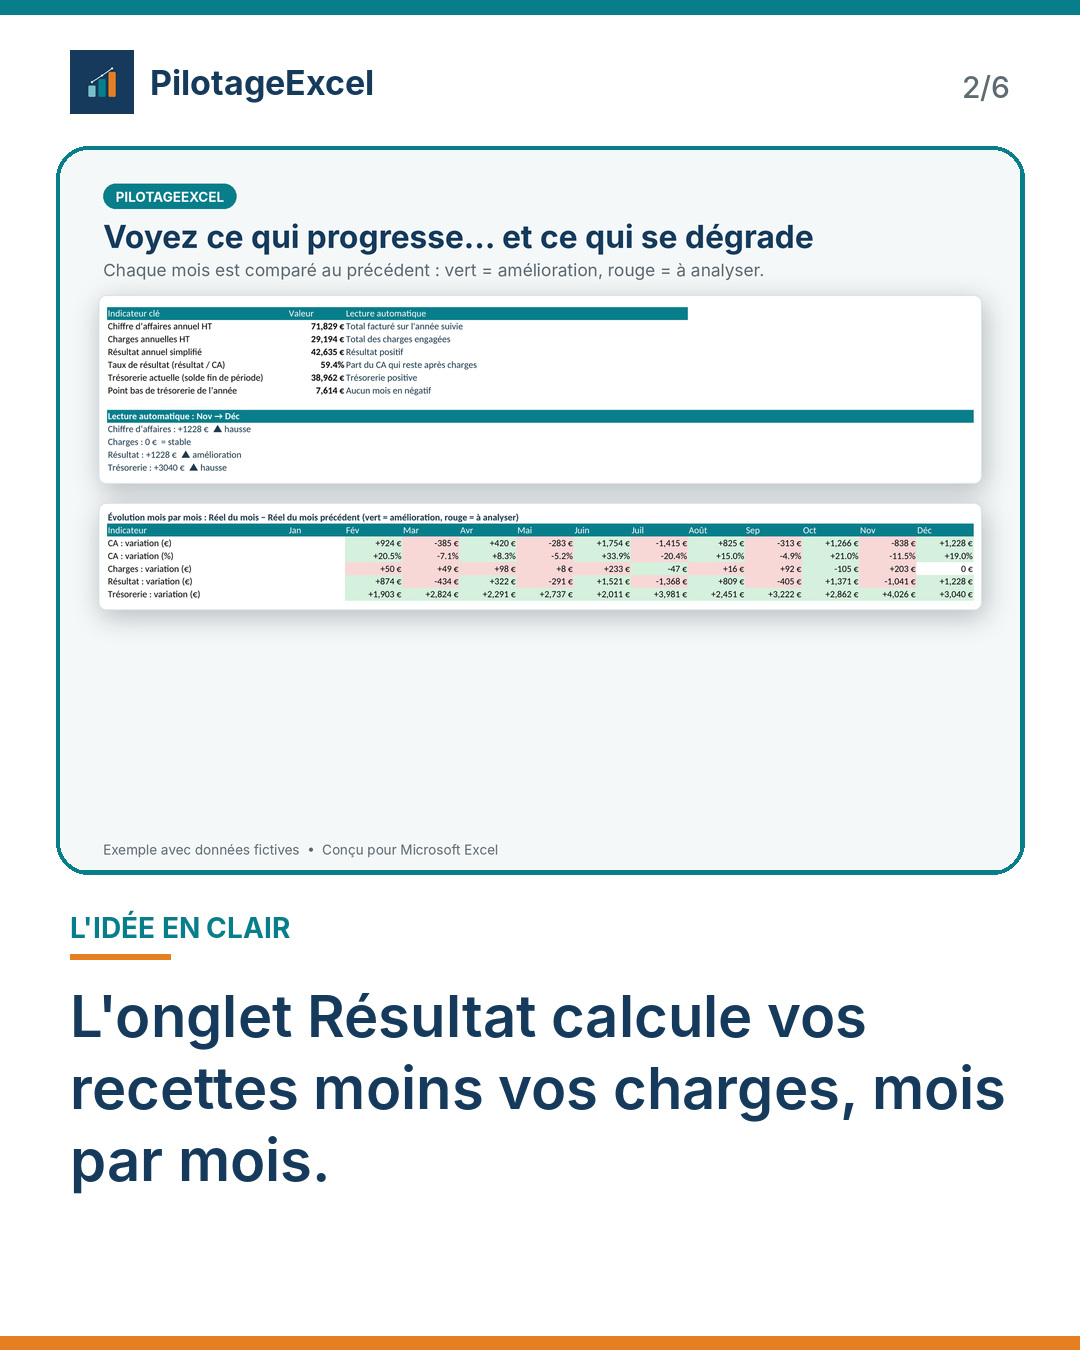 PilotageExcel
2/6
PILOTAGEEXCEL
Voyez ce qui progresse... et ce qui se dégrade
Chaque mois est comparé au précédent : vert = amélioration, rouge = à analyser.
Indicateur clé Valeur Lecture automatique
Chiffre d'affaires annuel HT 71,829 € Total facturé sur l'année suivie
Charges annuelles HT 29,194 € Total des charges engagées
Résultat annuel simplifié 42,635 € Résultat positif
Taux de résultat (résultat / CA) 59.4% Part du CA qui reste après charges
Trésorerie actuelle (solde fin de période) 38,962 € Trésorerie positive
Point bas de trésorerie de l'année 7,614 € Aucun mois en négatif
Lecture automatique : Nov → Déc
Chiffre d'affaires : +1228 € ▲ hausse
Charges : 0 € = stable
Résultat : +1228 € ▲ amélioration
Trésorerie : +3040 € ▲ hausse
Évolution mois par mois : Réel du mois − Réel du mois précédent (vert = amélioration, rouge = à analyser)
Indicateur Jan Fév Mar Avr Mai Juin Juil Août Sep Oct Nov Déc
CA : variation (€) +924 € -385 € +420 € -283 € +1,754 € -1,415 € +825 € -313 € +1,266 € -838 € +1,228 €
CA : variation (%) +20.5% -7.1% +8.3% -5.2% +33.9% -20.4% +15.0% -4.9% +21.0% -11.5% +19.0%
Charges : variation (€) +50 € +49 € +98 € +8 € +233 € -47 € +16 € +92 € -105 € +203 € 0 €
Résultat : variation (€) +874 € -434 € +322 € -291 € +1,521 € -1,368 € +809 € -405 € +1,371 € -1,041 € +1,228 €
Trésorerie : variation (€) +1,903 € +2,824 € +2,291 € +2,737 € +2,011 € +3,981 € +2,451 € +3,222 € +2,862 € +4,026 € +3,040 €
Exemple avec données fictives • Conçu pour Microsoft Excel
L'IDÉE EN CLAIR
L'onglet Résultat calcule vos
recettes moins vos charges, mois
par mois.